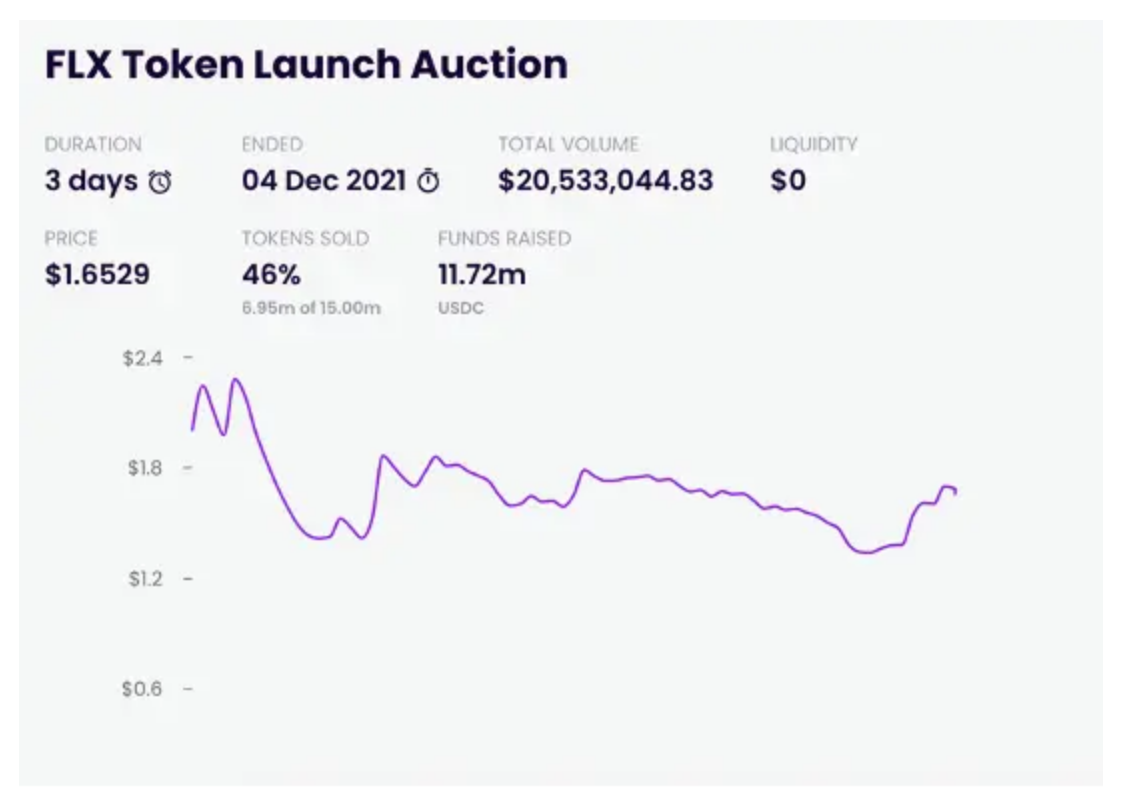 FLX Token Launch Auction
DURATION ENDED TOTAL VOLUME LIQUIDITY
3 days 04 Dec 2021 $20,533,044.83 $0
PRICE TOKENS SOLD FUNDS RAISED
$1.6529 46% 11.72m
6.95m of 15.00m USDC
$2.4
$1.8
$1.2
$0.6